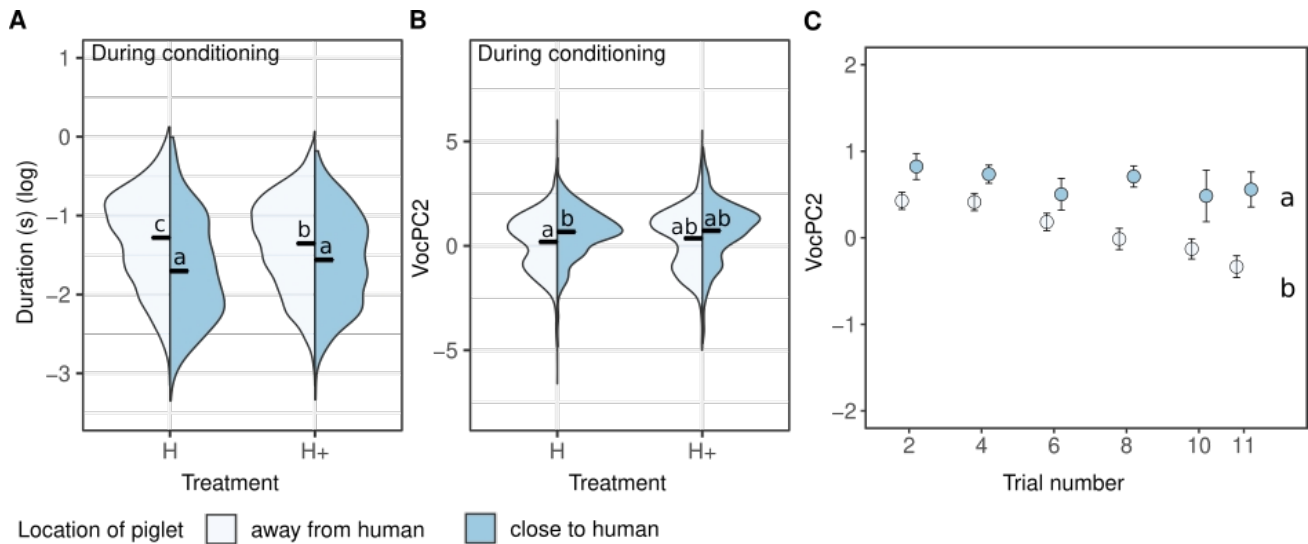 A
During conditioning
1
0
−1
−2
−3
Duration (s) (log)
c
a
b
a
H
H+
Treatment
B
During conditioning
5
0
−5
VocPC2
a
b
ab
ab
H
H+
Treatment
C
2
1
0
−1
−2
VocPC2
a
b
2
4
6
8
10
11
Trial number
Location of piglet
away from human
close to human